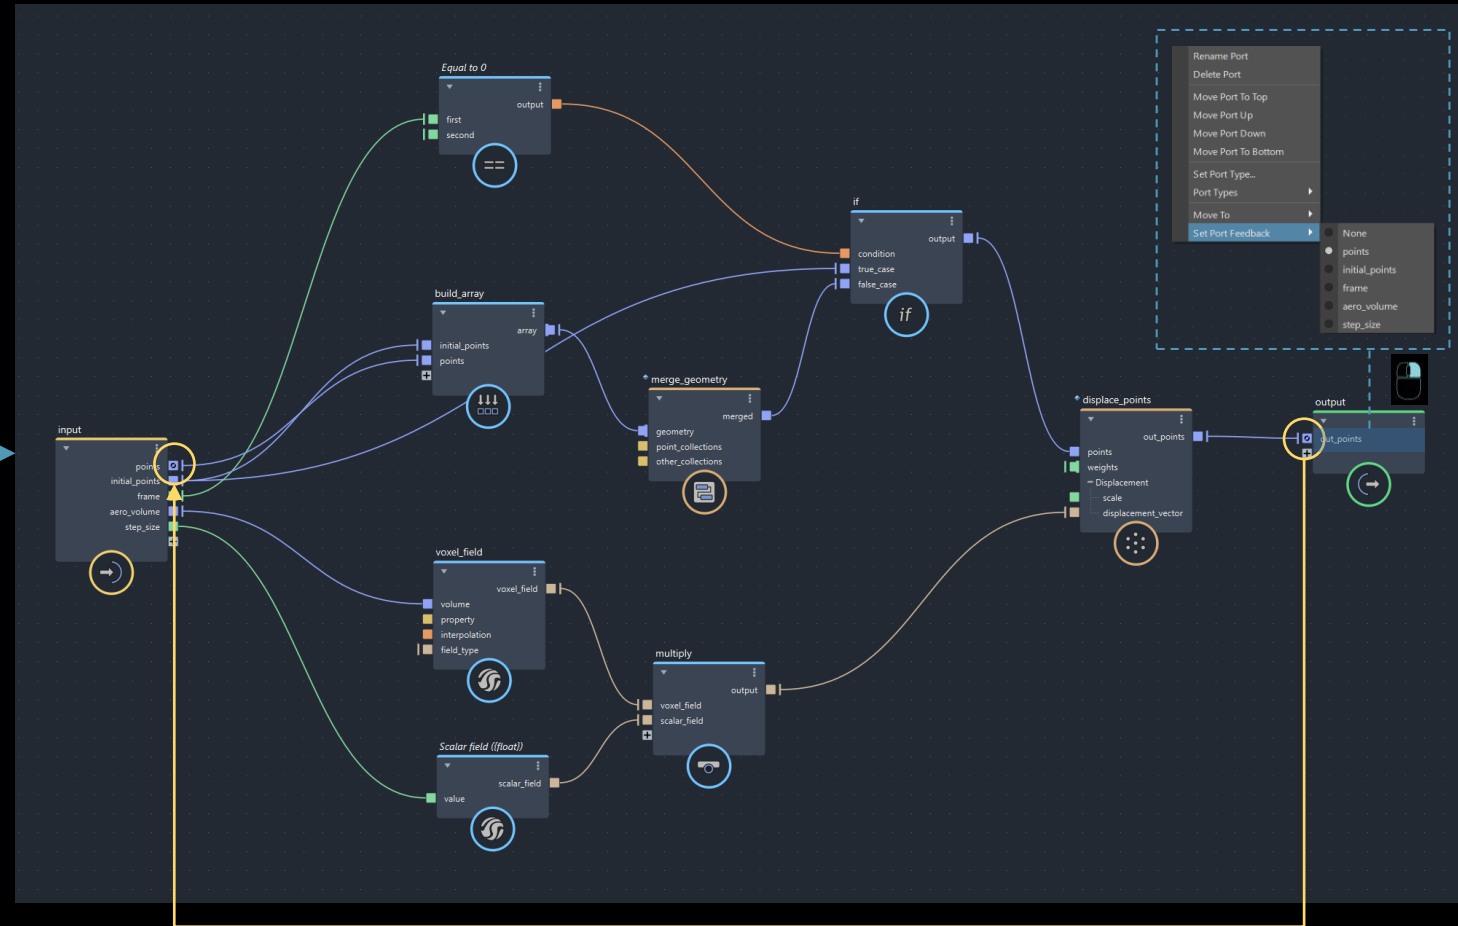 Equal to 0
output
first
second
Rename Port
Delete Port
Move Port To Top
Move Port Up
Move Port Down
Move Port To Bottom
Set Port Type...
Port Types
Move To
Set Port Feedback
None
points
initial_points
frame
aero_volume
step_size
if
output
condition
true_case
false_case
if
build_array
array
initial_points
points
merge_geometry
merged
geometry
point_collections
other_collections
displace_points
out_points
points
weights
Displacement
scale
displacement_vector
output
out_points
input
points
initial_points
frame
aero_volume
step_size
voxel_field
voxel_field
volume
property
interpolation
field_type
multiply
output
voxel_field
scalar_field
Scalar field ((float))
scalar_field
value